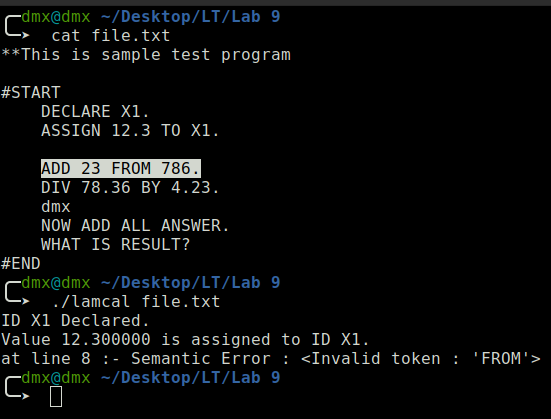 dmx@dmx ~/Desktop/LT/Lab 9
➤ cat file.txt
**This is sample test program
#START
DECLARE X1.
ASSIGN 12.3 TO X1.
ADD 23 FROM 786.
DIV 78.36 BY 4.23.
dmx
NOW ADD ALL ANSWER.
WHAT IS RESULT?
#END
dmx@dmx ~/Desktop/LT/Lab 9
➤ ./lamcal file.txt
ID X1 Declared.
Value 12.300000 is assigned to ID X1.
at line 8 :- Semantic Error : <Invalid token : 'FROM'>
dmx@dmx ~/Desktop/LT/Lab 9
➤